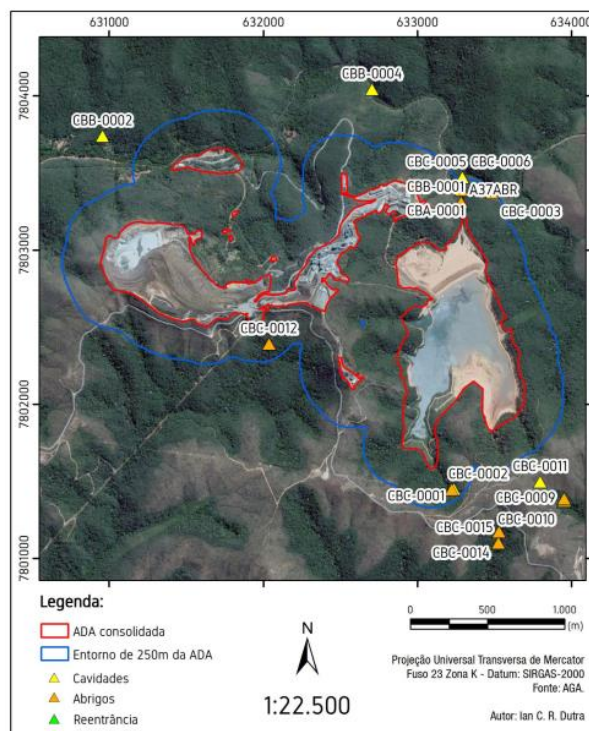 631000 632000 633000 634000
7804000
7803000
7802000
7801000
CBB-0004
CBB-0002
CBC-0005 CBC-0006
CBB-0001 A37ABR
CBA-0001 CBC-0003
CBC-0012
CBC-0002 CBC-0011
CBC-0001 CBC-0009
CBC-0015 CBC-0010
CBC-0014
Legenda:
ADA consolidada
Entorno de 250m da ADA
Cavidades
Abrigos
Reentrância
N
1:22.500
0 500 1.000
(m)
Projeção Universal Transversa de Mercator
Fuso 23 Zona K - Datum: SIRGAS-2000
Fonte: AGA.
Autor: Ian C. R. Dutra